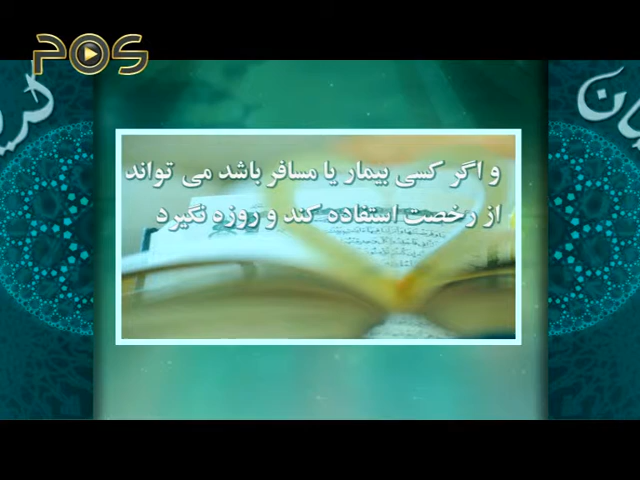 POS
و اگر کسی بیمار یا مسافر باشد می تواند
از رخصت استفاده کند و روزه نگیرد